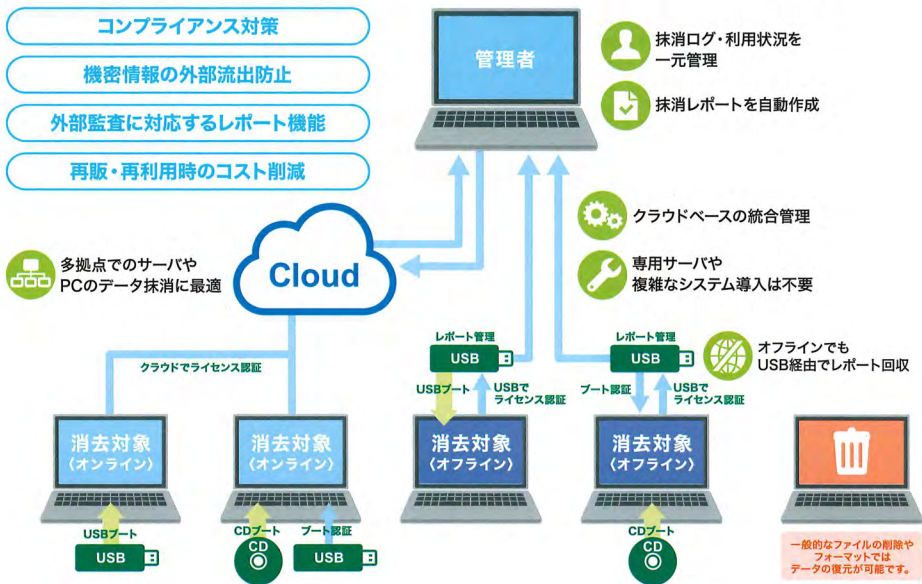 コンプライアンス対策
機密情報の外部流出防止
外部監査に対応するレポート機能
再販・再利用時のコスト削減
管理者
抹消ログ・利用状況を
一元管理
抹消レポートを自動作成
クラウドベースの統合管理
専用サーバや
複雑なシステム導入は不要
多拠点でのサーバや
PCのデータ抹消に最適
Cloud
クラウドでライセンス認証
レポート管理
USB
USBブート
USBで
ライセンス認証
レポート管理
USB
ブート認証
USBで
ライセンス認証
オフラインでも
USB経由でレポート回収
消去対象
〈オンライン〉
消去対象
〈オンライン〉
消去対象
〈オフライン〉
消去対象
〈オフライン〉
USBブート
USB
CDブート
CD
ブート認証
USB
CDブート
CD
一般的なファイルの削除や
フォーマットでは
データの復元が可能です。